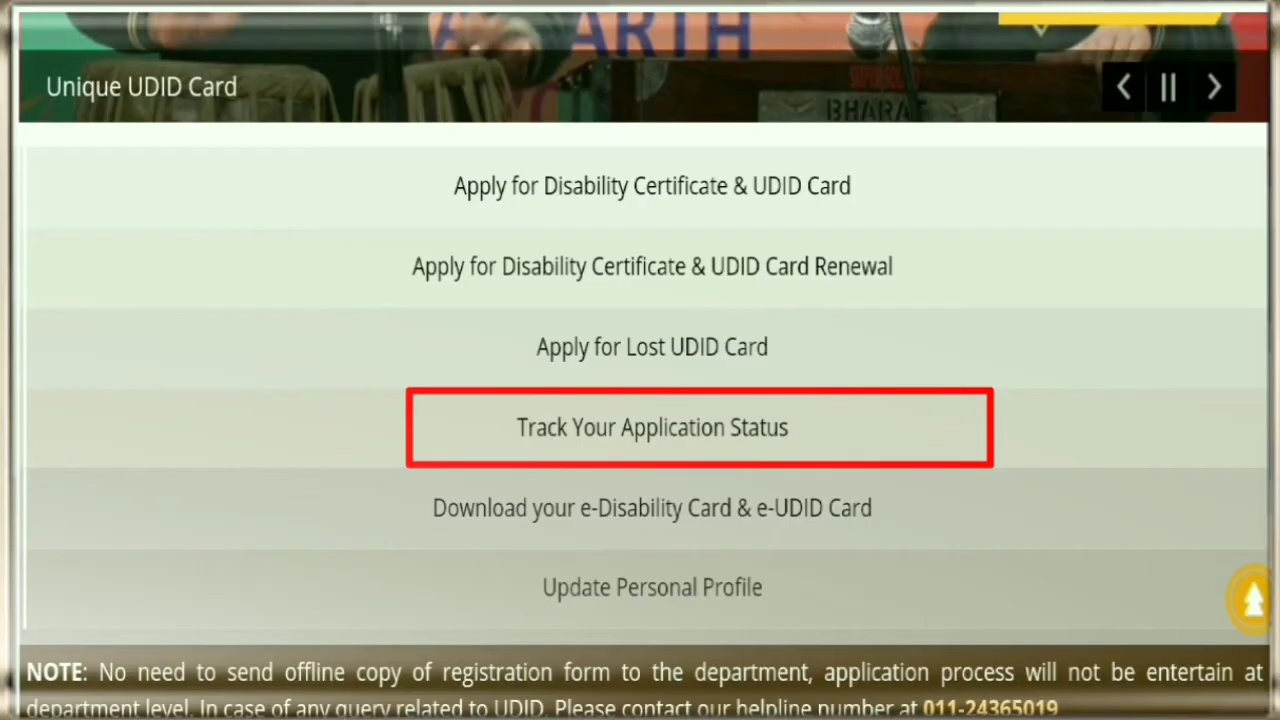 ARTH
BHARAT
Unique UDID Card
Apply for Disability Certificate & UDID Card
Apply for Disability Certificate & UDID Card Renewal
Apply for Lost UDID Card
Track Your Application Status
Download your e-Disability Card & e-UDID Card
Update Personal Profile
NOTE: No need to send offline copy of registration form to the department, application process will not be entertain at
department level. In case of any query related to UDID, Please contact our helpline number at 011-24365019